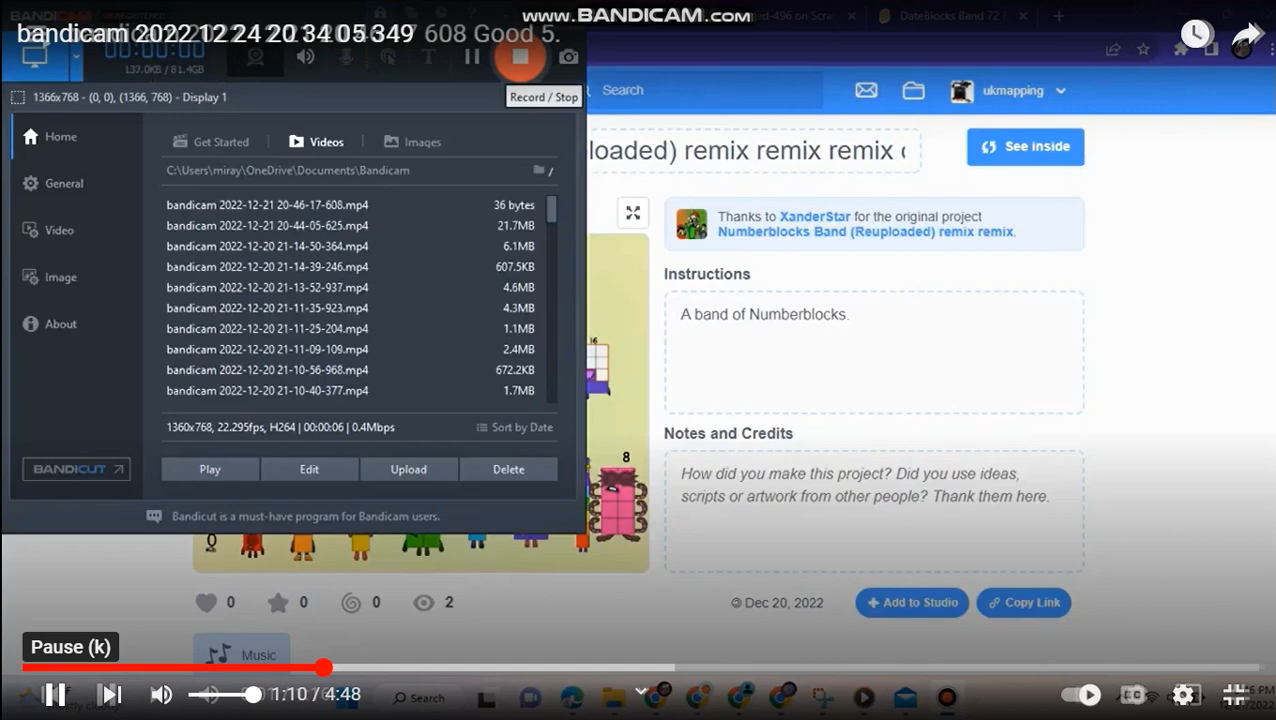 www.BANDICAM.com
bandicam 2022 12 24 20 34 05 349
608 Good 5.
DateBlocks Band 72
00:00:00
137.0KB / 81.4GB
Record / Stop
1366x768 - (0, 0), (1366, 768) - Display 1
Home
General
Video
Image
About
BANDICUT
Get Started
Videos
Images
C:\Users\miray\OneDrive\Documents\Bandicam
bandicam 2022-12-21 20-46-17-608.mp4 36 bytes
bandicam 2022-12-21 20-44-05-625.mp4 21.7MB
bandicam 2022-12-20 21-14-50-364.mp4 6.1MB
bandicam 2022-12-20 21-14-39-246.mp4 607.5KB
bandicam 2022-12-20 21-13-52-937.mp4 4.6MB
bandicam 2022-12-20 21-11-35-923.mp4 4.3MB
bandicam 2022-12-20 21-11-25-204.mp4 1.1MB
bandicam 2022-12-20 21-11-09-109.mp4 2.4MB
bandicam 2022-12-20 21-10-56-968.mp4 672.2KB
bandicam 2022-12-20 21-10-40-377.mp4 1.7MB
1360x768, 22.295fps, H264 | 00:00:06 | 0.4Mbps
Sort by Date
Play Edit Upload Delete
Bandicut is a must-have program for Bandicam users.
Search
ukmapping
loaded) remix remix remix
See inside
Thanks to XanderStar for the original project
Numberblocks Band (Reuploaded) remix remix.
Instructions
A band of Numberblocks.
Notes and Credits
How did you make this project? Did you use ideas,
scripts or artwork from other people? Thank them here.
16
8
0
0 0 0 2
© Dec 20, 2022
Add to Studio
Copy Link
Music
Pause (k)
1:10 / 4:48
Search